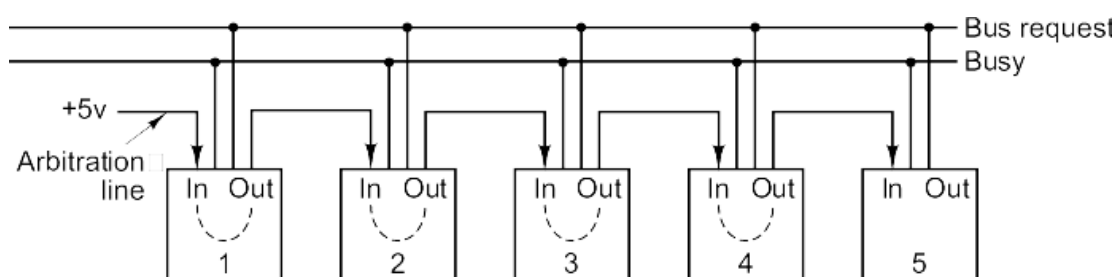 Bus request
Busy
+5v
Arbitration
line
In Out
In Out
In Out
In Out
In Out
1
2
3
4
5